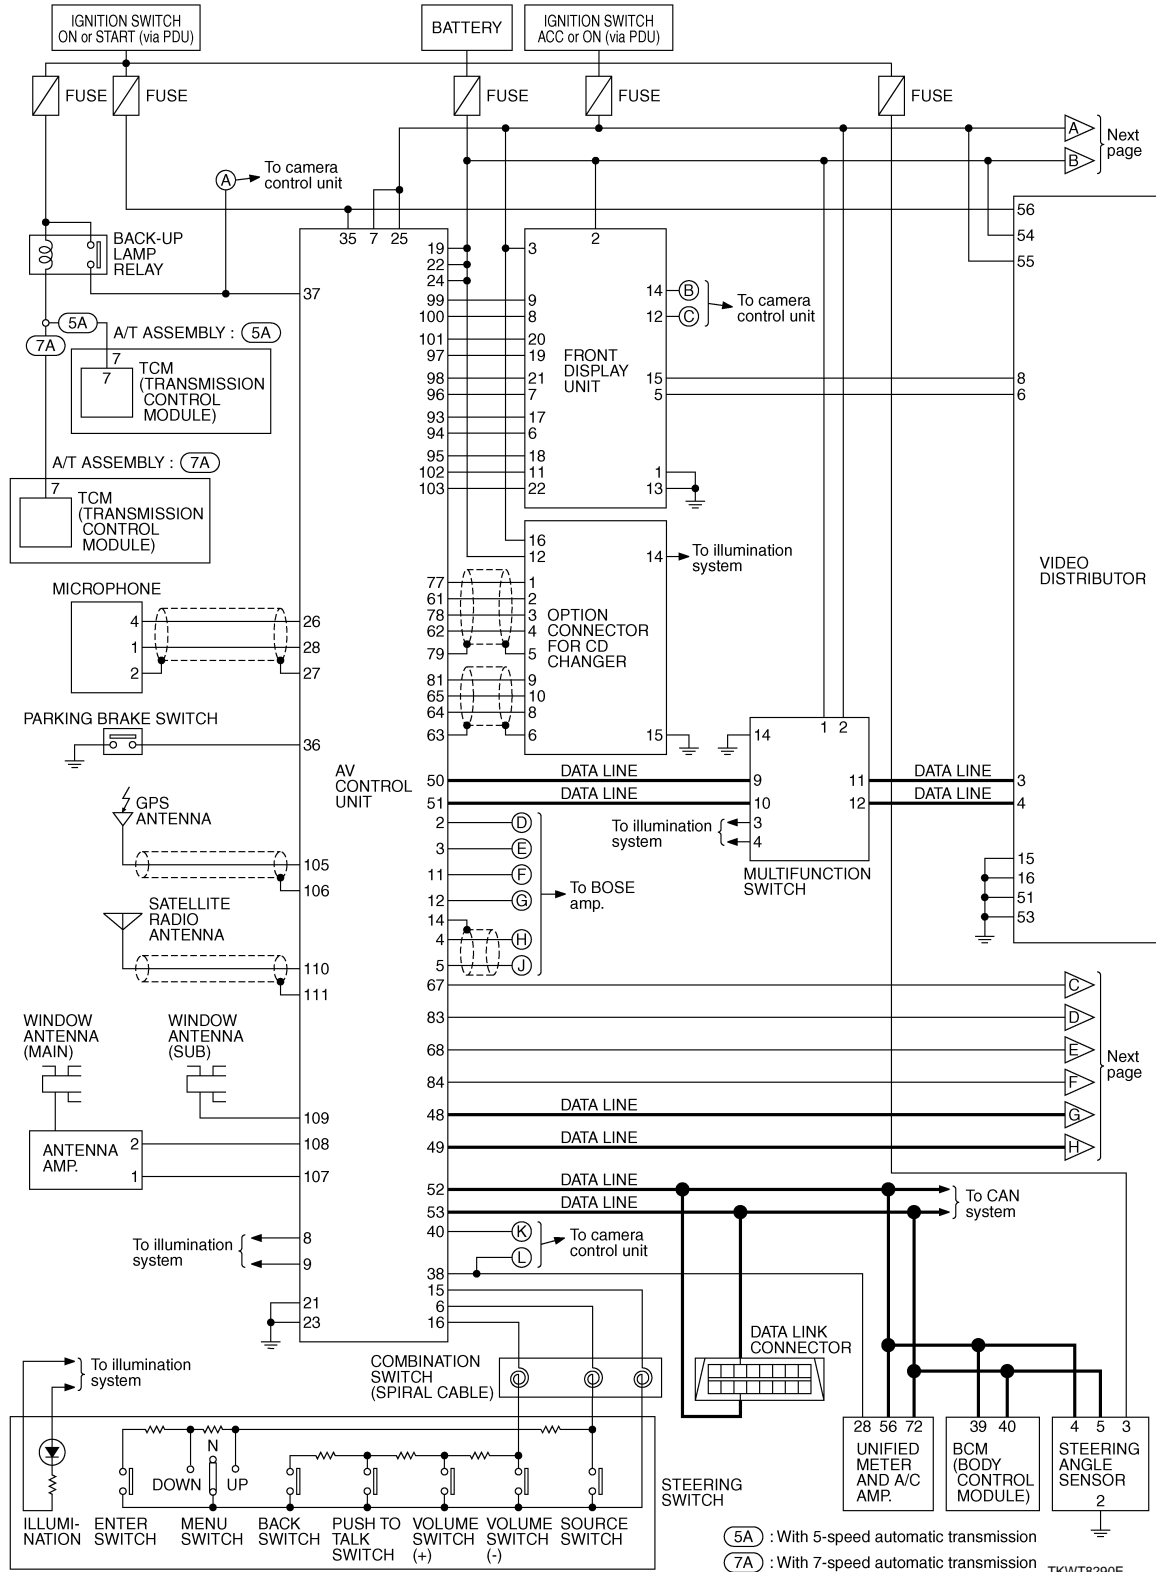 IGNITION SWITCH
ON or START (via PDU)
BATTERY
IGNITION SWITCH
ACC or ON (via PDU)
FUSE
FUSE
FUSE
FUSE
FUSE
A
B
Next
page
A
To camera
control unit
56
54
55
BACK-UP
LAMP
RELAY
35
7
25
37
19
22
24
99
100
101
97
98
96
93
94
95
102
103
2
3
9
8
20
19
21
7
17
6
18
11
22
FRONT
DISPLAY
UNIT
14
12
B
C
To camera
control unit
15
5
8
6
1
13
5A
7A
A/T ASSEMBLY : 5A
7
7
TCM
(TRANSMISSION
CONTROL
MODULE)
A/T ASSEMBLY : 7A
7
TCM
(TRANSMISSION
CONTROL
MODULE)
16
12
14
To illumination
system
VIDEO
DISTRIBUTOR
77
61
78
62
79
81
65
64
63
1
2
3
4
5
9
10
8
6
OPTION
CONNECTOR
FOR CD
CHANGER
15
MICROPHONE
4
1
2
26
28
27
PARKING BRAKE SWITCH
36
AV
CONTROL
UNIT
50
51
DATA LINE
DATA LINE
14
1
2
9
10
11
12
3
4
DATA LINE
DATA LINE
3
4
To illumination
system
MULTIFUNCTION
SWITCH
15
16
51
53
GPS
ANTENNA
105
106
2
3
11
12
14
4
5
D
E
F
G
H
J
To BOSE
amp.
SATELLITE
RADIO
ANTENNA
110
111
67
83
68
84
48
49
DATA LINE
DATA LINE
C
D
E
F
G
H
Next
page
WINDOW
ANTENNA
(MAIN)
WINDOW
ANTENNA
(SUB)
109
108
107
ANTENNA
AMP.
2
1
52
53
DATA LINE
DATA LINE
To CAN
system
40
38
15
6
16
K
L
To camera
control unit
To illumination
system
8
9
21
23
To illumination
system
COMBINATION
SWITCH
(SPIRAL CABLE)
DATA LINK
CONNECTOR
28
56
72
UNIFIED
METER
AND A/C
AMP.
39
40
BCM
(BODY
CONTROL
MODULE)
4
5
3
STEERING
ANGLE
SENSOR
2
N
DOWN
UP
STEERING
SWITCH
ILLUMI-
NATION
ENTER
SWITCH
MENU
SWITCH
BACK
SWITCH
PUSH TO
TALK
SWITCH
VOLUME
SWITCH
(+)
VOLUME
SWITCH
(-)
SOURCE
SWITCH
5A : With 5-speed automatic transmission
7A : With 7-speed automatic transmission
TKWT8290E